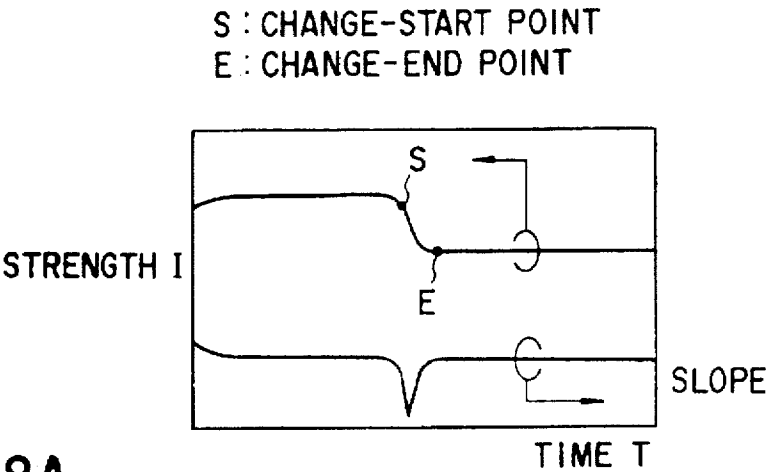 S : CHANGE-START POINT
E : CHANGE-END POINT
S
STRENGTH I
E
SLOPE
TIME T